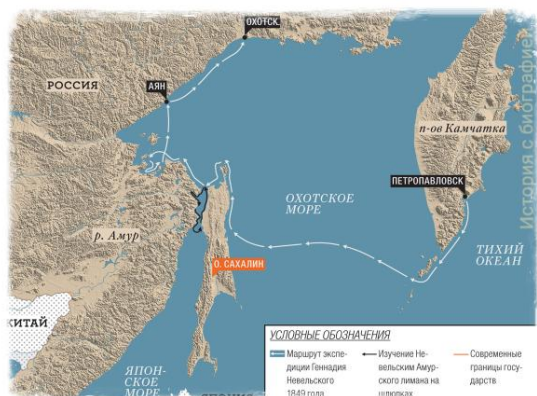 ОХОТСК
РОССИЯ
АЯН
п-ов Камчатка
ПЕТРОПАВЛОВСК
ОХОТСКОЕ
МОРЕ
р. Амур
ТИХИЙ
ОКЕАН
О. САХАЛИН
КИТАЙ
ЯПОН-
СКОЕ
МОРЕ
УСЛОВНЫЕ ОБОЗНАЧЕНИЯ
Маршрут экспе-
диции Геннадия
Невельского
1849 года
Изучение Не-
вельским Амур-
ского лимана на
шлюпках
Современные
границы госу-
дарств
История с биографией